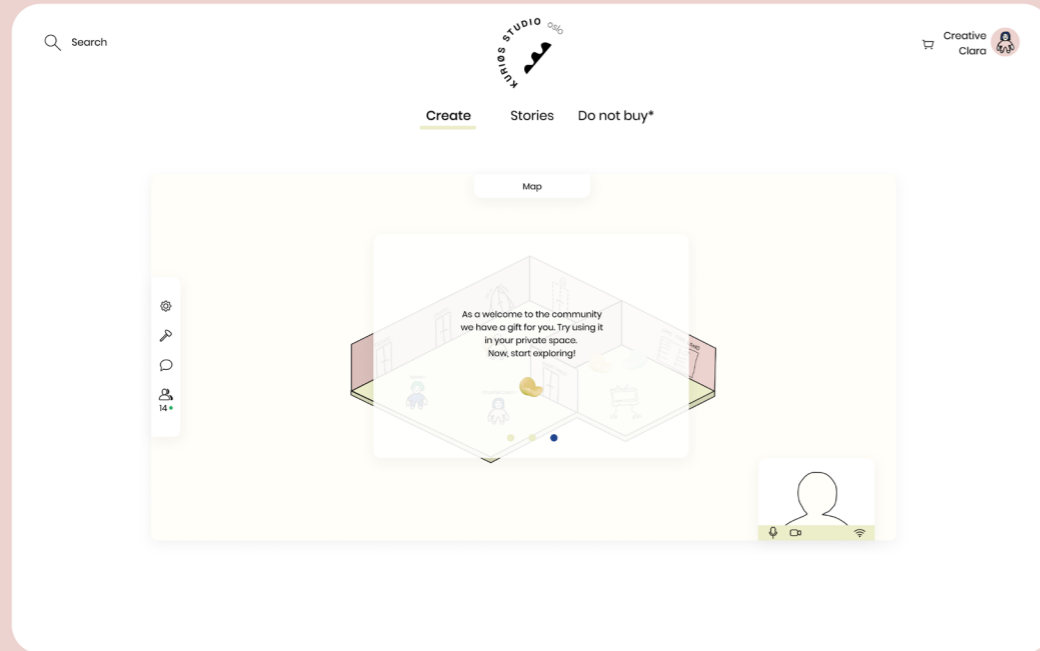 Search
KURIØS STUDIO oslo
Creative
Clara
Create
Stories
Do not buy*
Map
As a welcome to the community
we have a gift for you. Try using it
in your private space.
Now, start exploring!
14